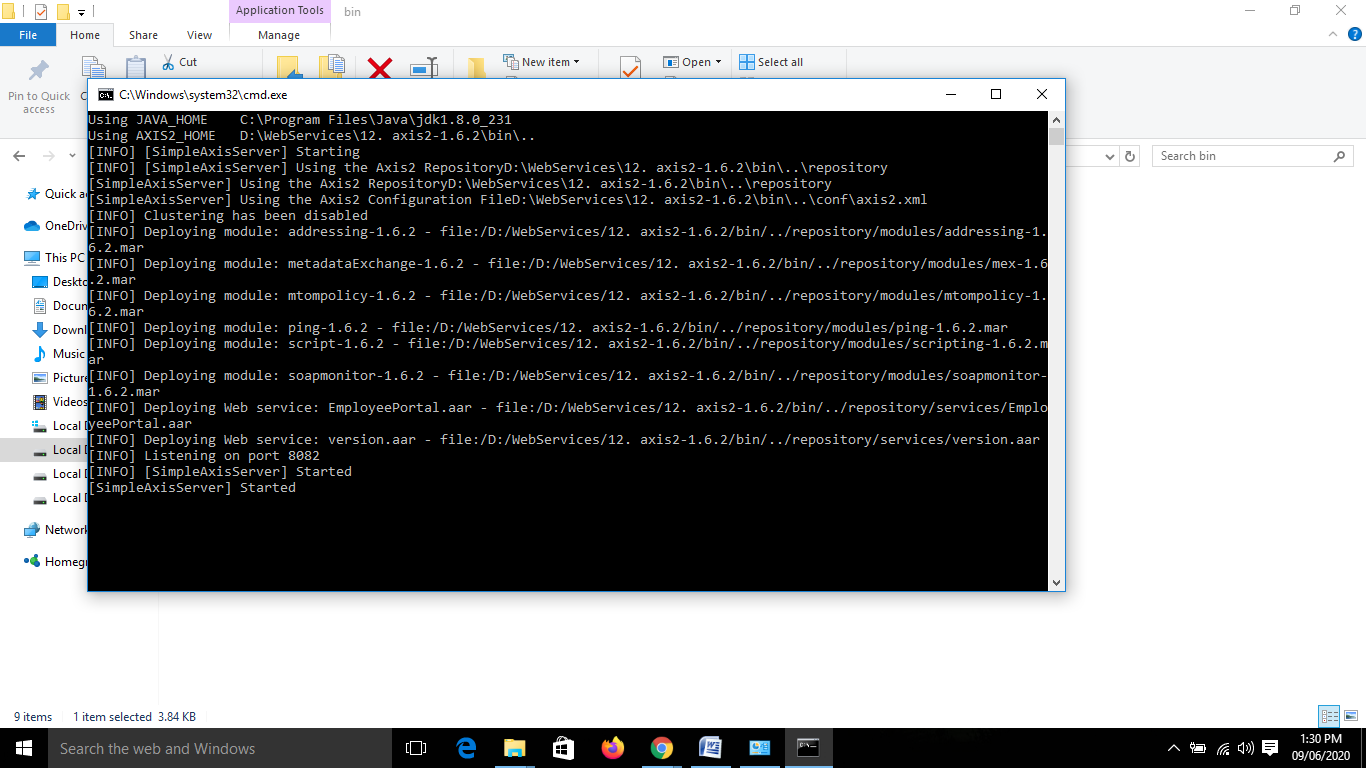 Application Tools
bin
File
Home
Share
View
Manage
?
Pin to Quick
access
Cut
New item
Open
Select all
C:\Windows\system32\cmd.exe
Using JAVA_HOME    C:\Program Files\Java\jdk1.8.0_231
Using AXIS2_HOME   D:\WebServices\12. axis2-1.6.2\bin\..
[INFO] [SimpleAxisServer] Starting
[INFO] [SimpleAxisServer] Using the Axis2 RepositoryD:\WebServices\12. axis2-1.6.2\bin\..\repository
[SimpleAxisServer] Using the Axis2 RepositoryD:\WebServices\12. axis2-1.6.2\bin\..\repository
[SimpleAxisServer] Using the Axis2 Configuration FileD:\WebServices\12. axis2-1.6.2\bin\..\conf\axis2.xml
[INFO] Clustering has been disabled
[INFO] Deploying module: addressing-1.6.2 - file:/D:/WebServices/12. axis2-1.6.2/bin/../repository/modules/addressing-1.
6.2.mar
[INFO] Deploying module: metadataExchange-1.6.2 - file:/D:/WebServices/12. axis2-1.6.2/bin/../repository/modules/mex-1.6
.2.mar
[INFO] Deploying module: mtompolicy-1.6.2 - file:/D:/WebServices/12. axis2-1.6.2/bin/../repository/modules/mtompolicy-1.
6.2.mar
[INFO] Deploying module: ping-1.6.2 - file:/D:/WebServices/12. axis2-1.6.2/bin/../repository/modules/ping-1.6.2.mar
[INFO] Deploying module: script-1.6.2 - file:/D:/WebServices/12. axis2-1.6.2/bin/../repository/modules/scripting-1.6.2.m
ar
[INFO] Deploying module: soapmonitor-1.6.2 - file:/D:/WebServices/12. axis2-1.6.2/bin/../repository/modules/soapmonitor-
1.6.2.mar
[INFO] Deploying Web service: EmployeePortal.aar - file:/D:/WebServices/12. axis2-1.6.2/bin/../repository/services/Emplo
yeePortal.aar
[INFO] Deploying Web service: version.aar - file:/D:/WebServices/12. axis2-1.6.2/bin/../repository/services/version.aar
[INFO] Listening on port 8082
[INFO] [SimpleAxisServer] Started
[SimpleAxisServer] Started
Search bin
Quick a
OneDriv
This PC
Deskto
Docun
Downl
Music
Picture
Videos
Local D
Local D
Local D
Local D
Network
Homegr
9 items    1 item selected  3.84 KB
Search the web and Windows
1:30 PM
09/06/2020